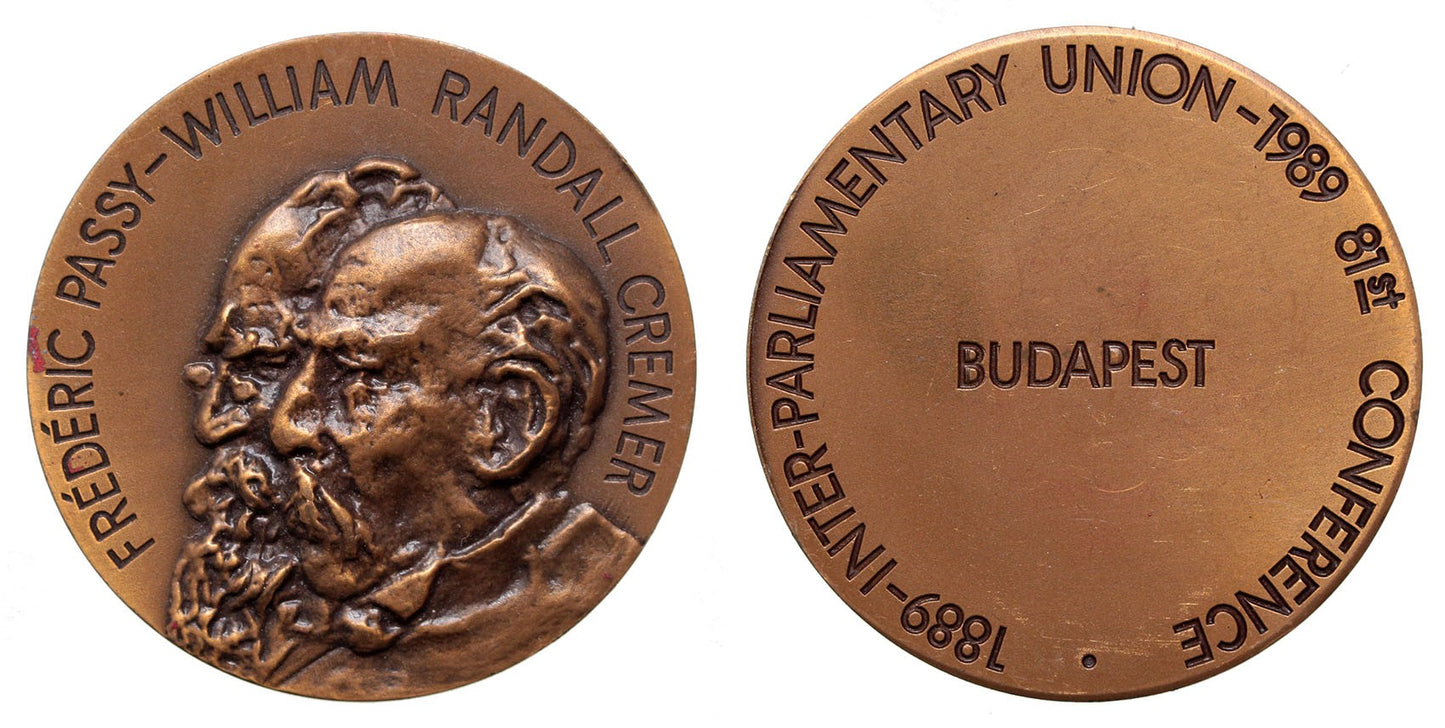 FRÉDÉRIC PASSY-WILLIAM RANDALL CREMER
1889-INTER-PARLIAMENTARY UNION-1989 81st CONFERENCE •
BUDAPEST